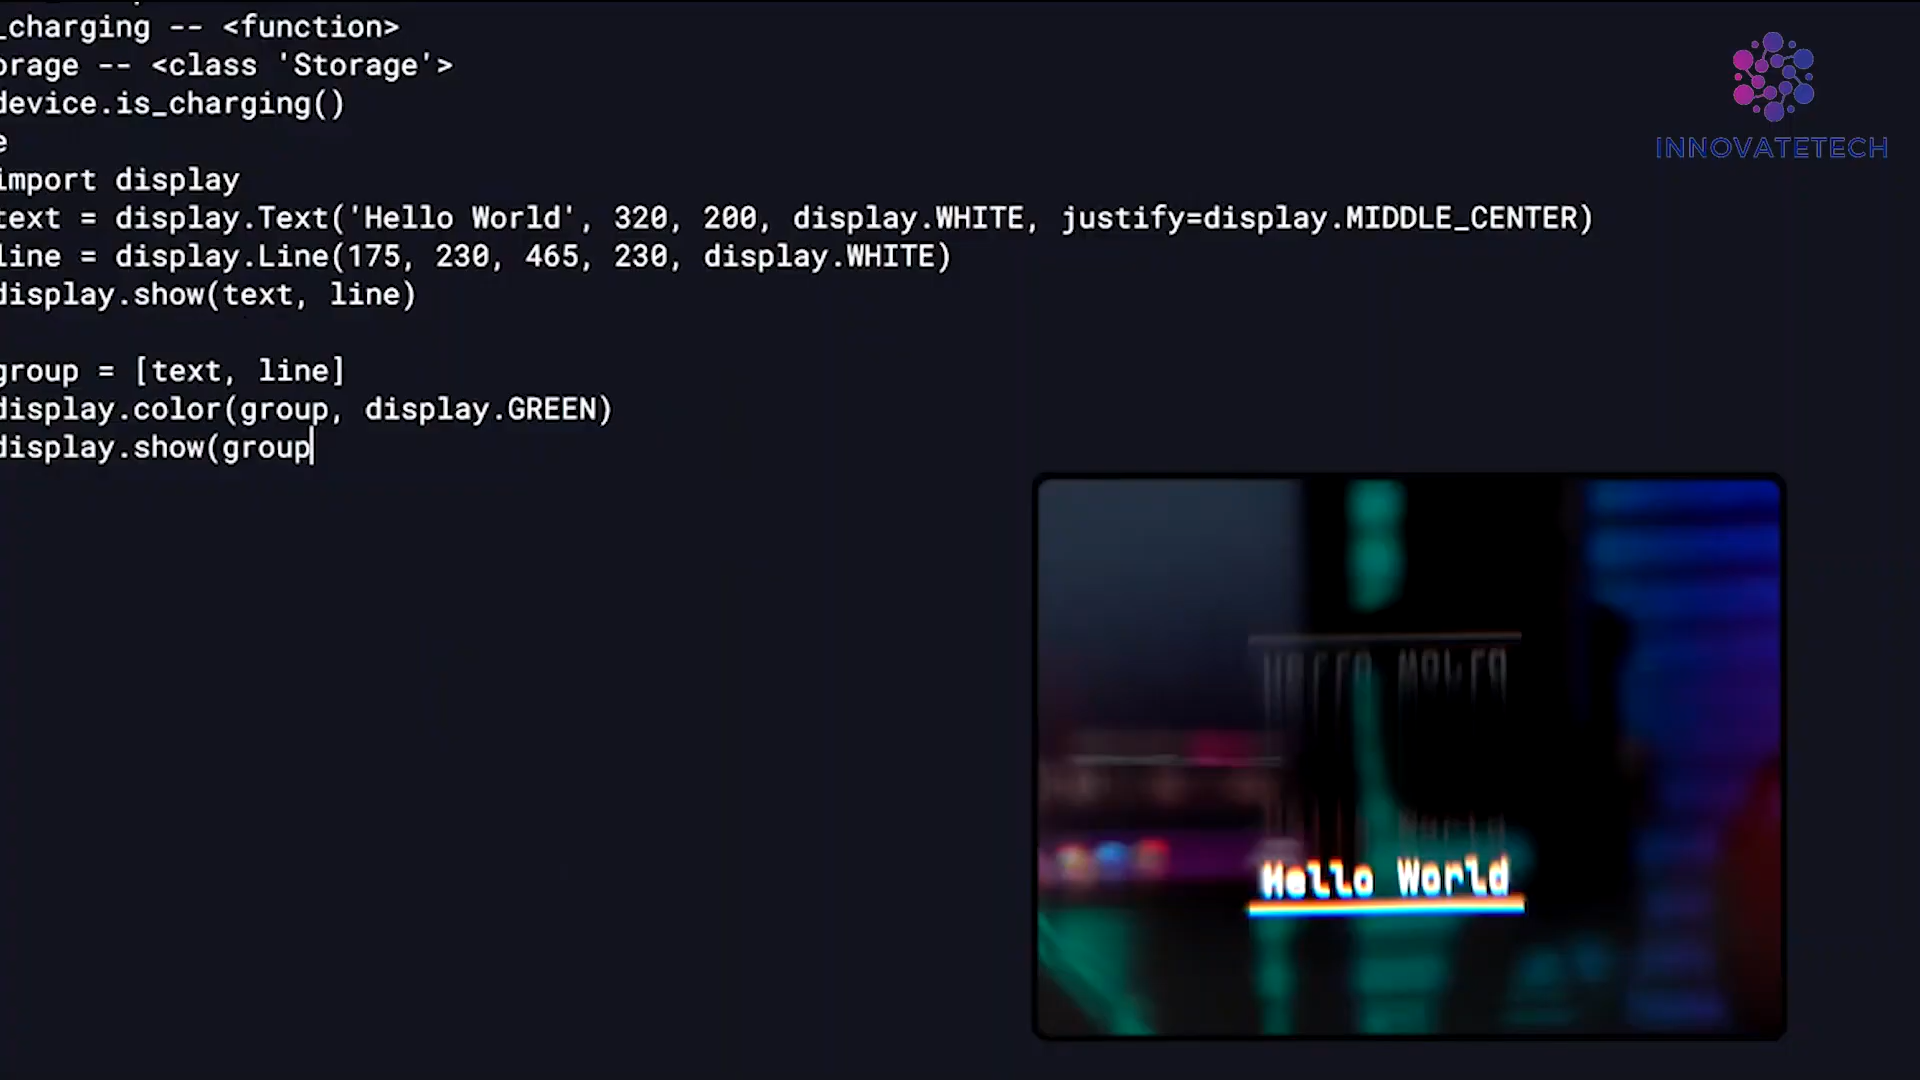 _charging -- <function>
orage -- <class 'Storage'>
device.is_charging()
e
import display
text = display.Text('Hello World', 320, 200, display.WHITE, justify=display.MIDDLE_CENTER)
line = display.Line(175, 230, 465, 230, display.WHITE)
display.show(text, line)
group = [text, line]
display.color(group, display.GREEN)
display.show(group
INNOVATETECH
Hello World